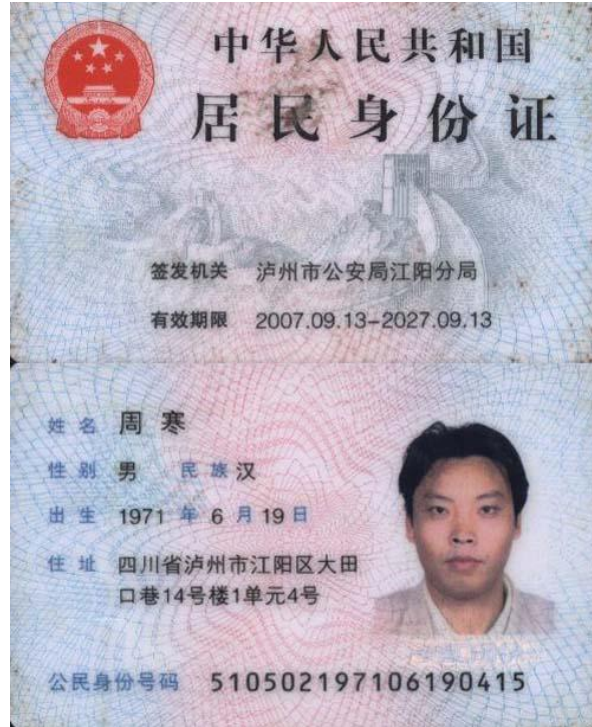 中华人民共和国
居民身份证
签发机关 泸州市公安局江阳分局
有效期限 2007.09.13-2027.09.13
姓名 周寒
性别 男 民族 汉
出生 1971 年 6 月 19 日
住址 四川省泸州市江阳区大田
口巷14号楼1单元4号
公民身份号码 510502197106190415